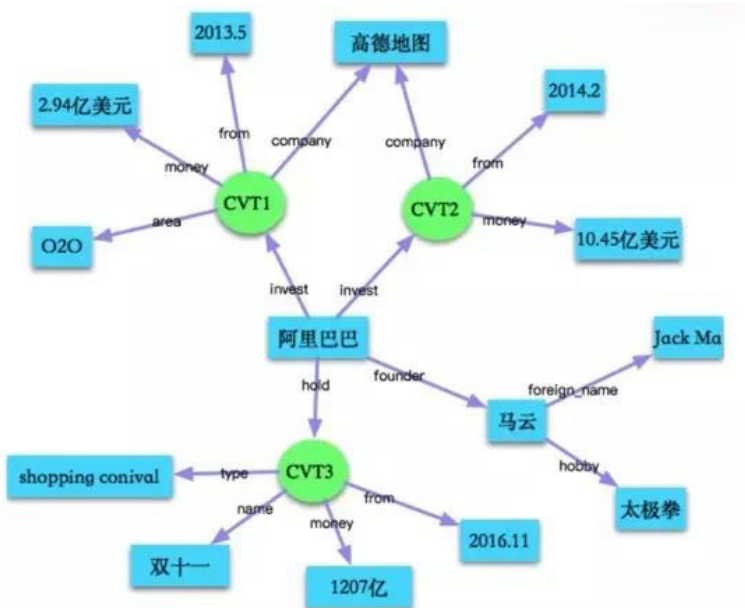 2013.5
高德地图
2.94亿美元
2014.2
from
company
company
from
money
CVT1
CVT2
area
money
O2O
10.45亿美元
invest
invest
阿里巴巴
Jack Ma
hold
founder
foreign_name
马云
CVT3
hobby
shopping conival
type
from
name
money
太极拳
2016.11
双十一
1207亿